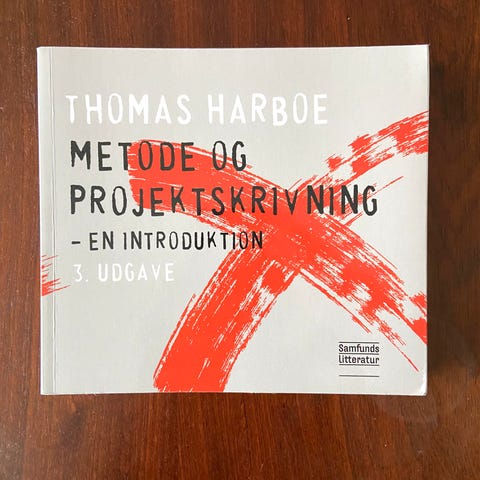 THOMAS HARBOE
METODE OG
PROJEKTSKRIVNING
– EN INTRODUKTION
3. UDGAVE
Samfunds
litteratur